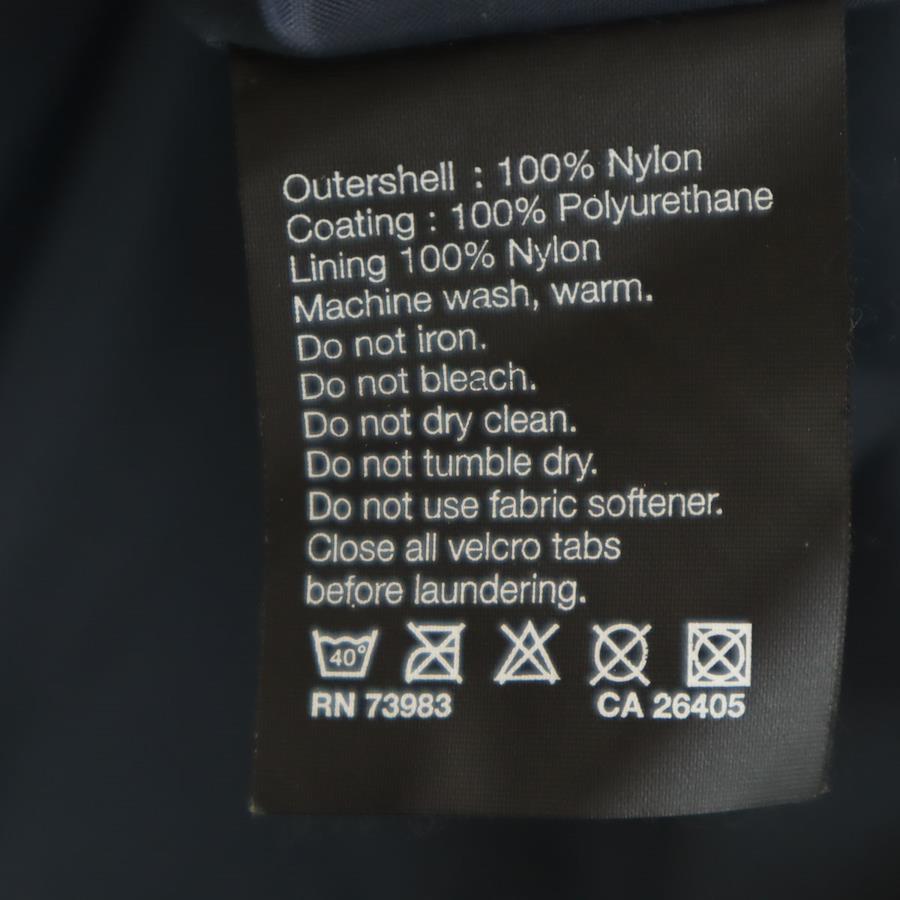 Outershell : 100% Nylon
Coating : 100% Polyurethane
Lining 100% Nylon
Machine wash, warm.
Do not iron.
Do not bleach.
Do not dry clean.
Do not tumble dry.
Do not use fabric softener.
Close all velcro tabs
before laundering.
40°
RN 73983 CA 26405